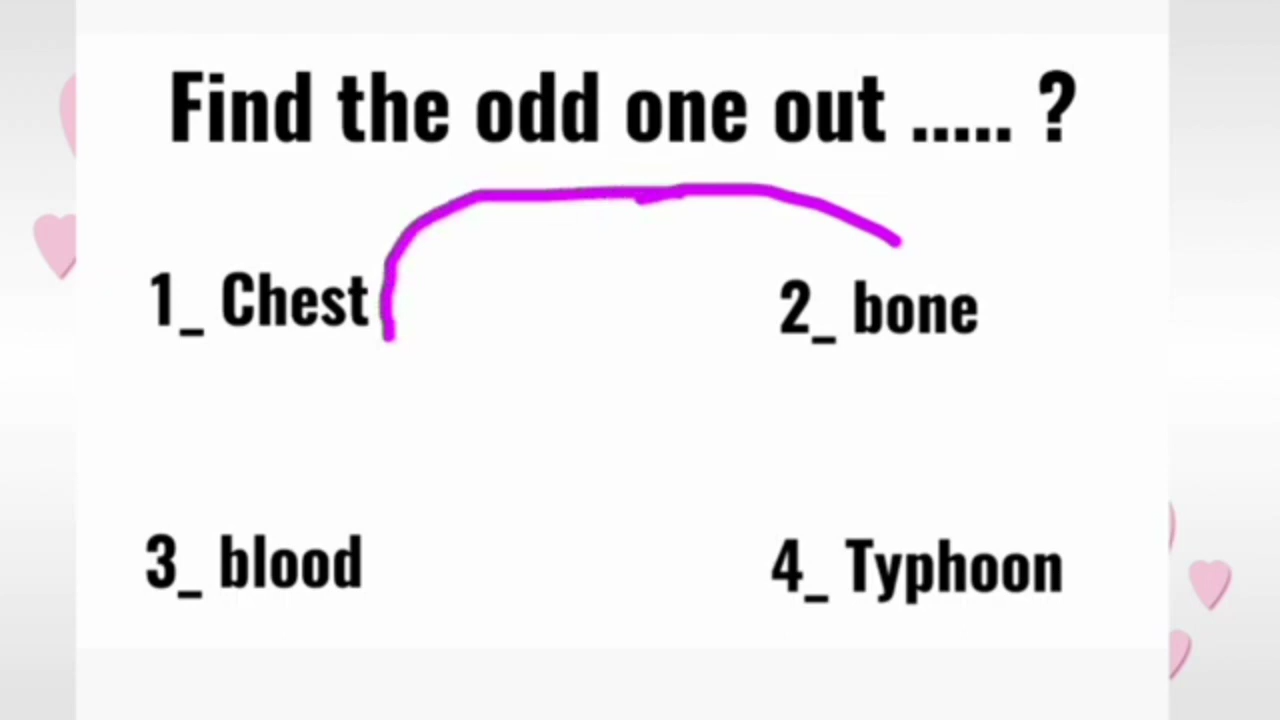 Find the odd one out ..... ?
1_ Chest
2_ bone
3_ blood
4_ Typhoon